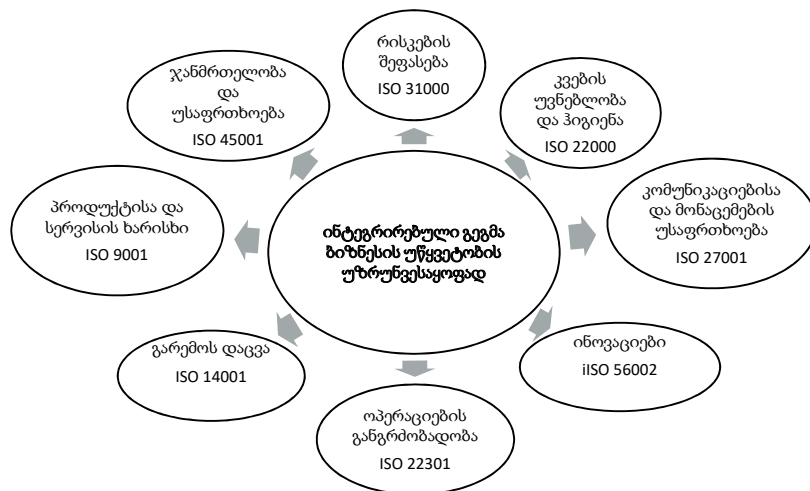 რისკების
შეფასება
ISO 31000
ჯანმრთელობა
და
უსაფრთხოება
ISO 45001
კვების
უვნებლობა
და ჰიგიენა
ISO 22000
პროდუქტისა და
სერვისის ხარისხი
ISO 9001
ინტეგრირებული გეგმა
ბიზნესის უწყვეტობის
უზრუნვესაყოფად
კომუნიკაციებისა
და მონაცემების
უსაფრთხოება
ISO 27001
გარემოს დაცვა
ISO 14001
ინოვაციები
iISO 56002
ოპერაციების
განგრძობადობა
ISO 22301